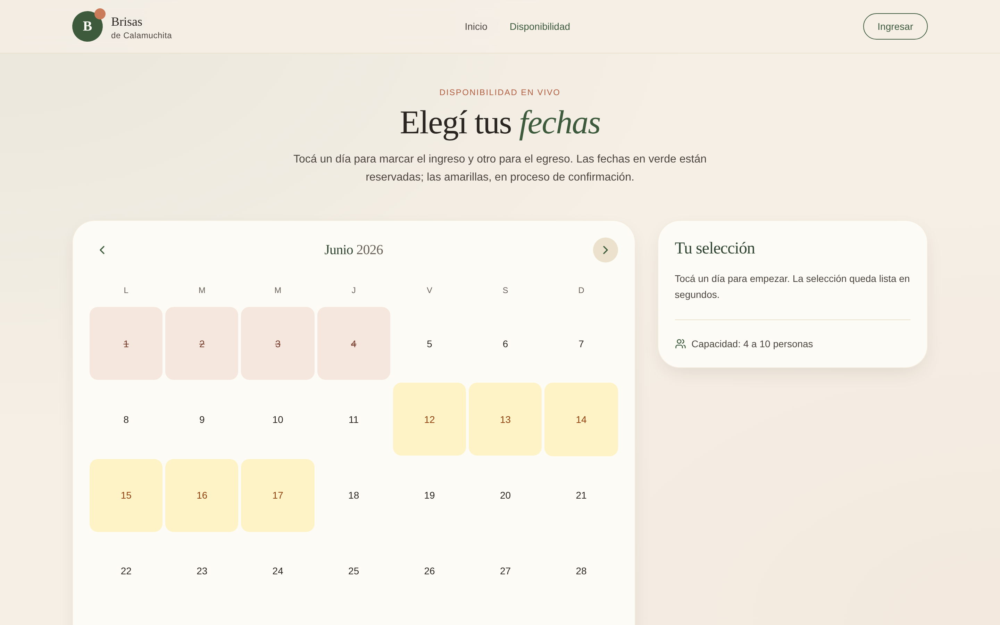 B
Brisas
de Calamuchita
Inicio
Disponibilidad
Ingresar
DISPONIBILIDAD EN VIVO
Elegí tus fechas
Tocá un día para marcar el ingreso y otro para el egreso. Las fechas en verde están
reservadas; las amarillas, en proceso de confirmación.
Junio 2026
L M M J V S D
1 2 3 4 5 6 7
8 9 10 11 12 13 14
15 16 17 18 19 20 21
22 23 24 25 26 27 28
Tu selección
Tocá un día para empezar. La selección queda lista en
segundos.
Capacidad: 4 a 10 personas